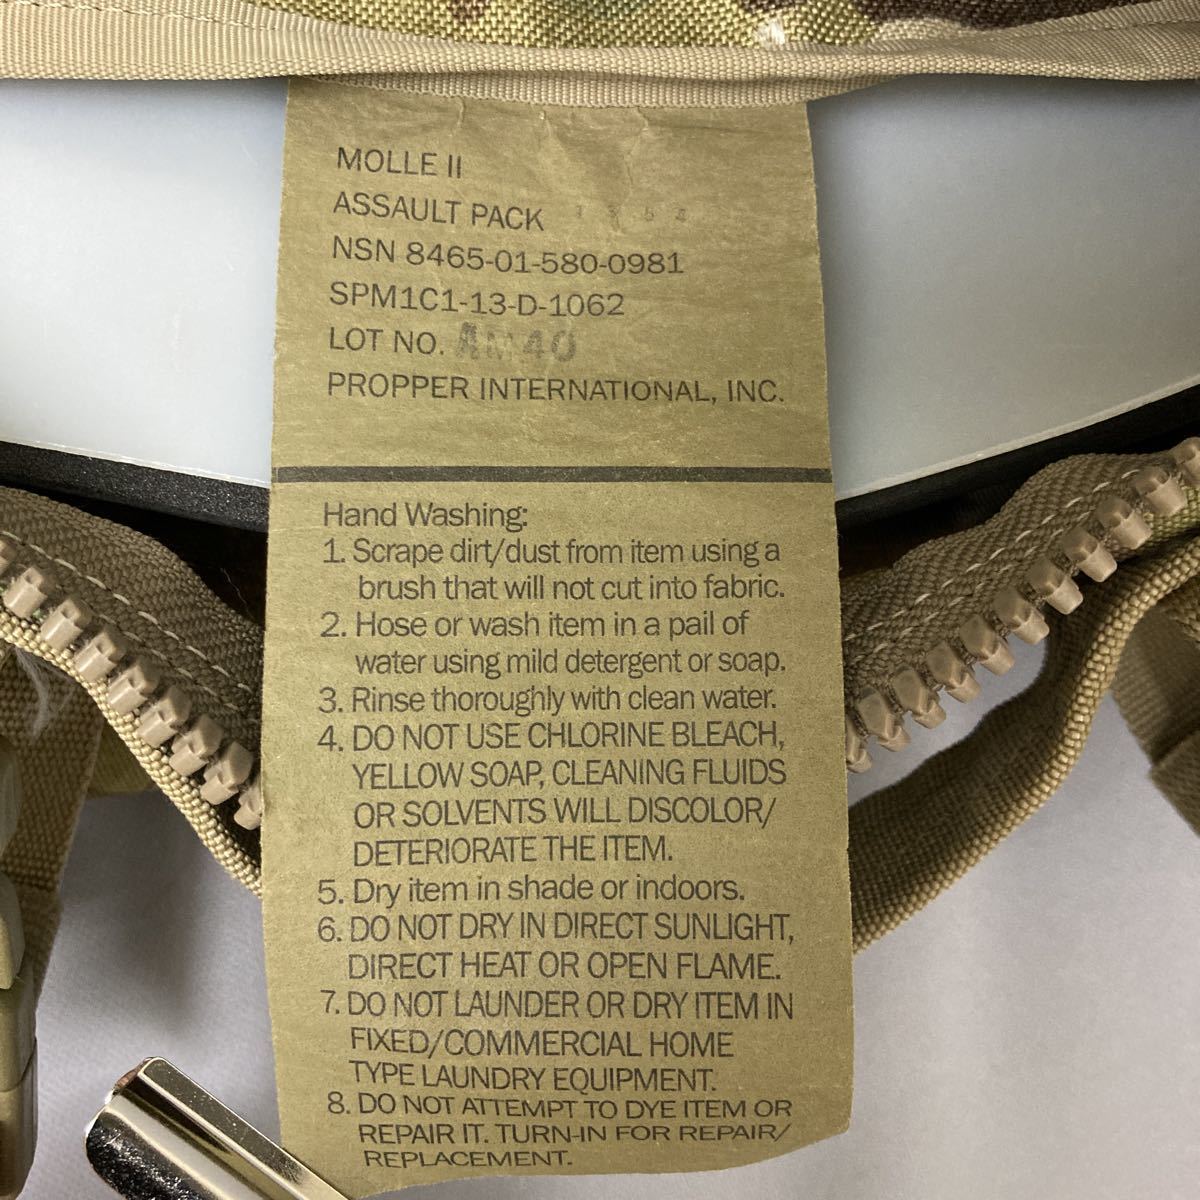 MOLLE II
ASSAULT PACK
NSN 8465-01-580-0981
SPM1C1-13-D-1062
LOT NO. AM40
PROPPER INTERNATIONAL, INC.
Hand Washing:
1. Scrape dirt/dust from item using a
brush that will not cut into fabric.
2. Hose or wash item in a pail of
water using mild detergent or soap.
3. Rinse thoroughly with clean water.
4. DO NOT USE CHLORINE BLEACH,
YELLOW SOAP, CLEANING FLUIDS
OR SOLVENTS WILL DISCOLOR/
DETERIORATE THE ITEM.
5. Dry item in shade or indoors.
6. DO NOT DRY IN DIRECT SUNLIGHT,
DIRECT HEAT OR OPEN FLAME.
7. DO NOT LAUNDER OR DRY ITEM IN
FIXED/COMMERCIAL HOME
TYPE LAUNDRY EQUIPMENT.
8. DO NOT ATTEMPT TO DYE ITEM OR
REPAIR IT. TURN-IN FOR REPAIR/
REPLACEMENT.